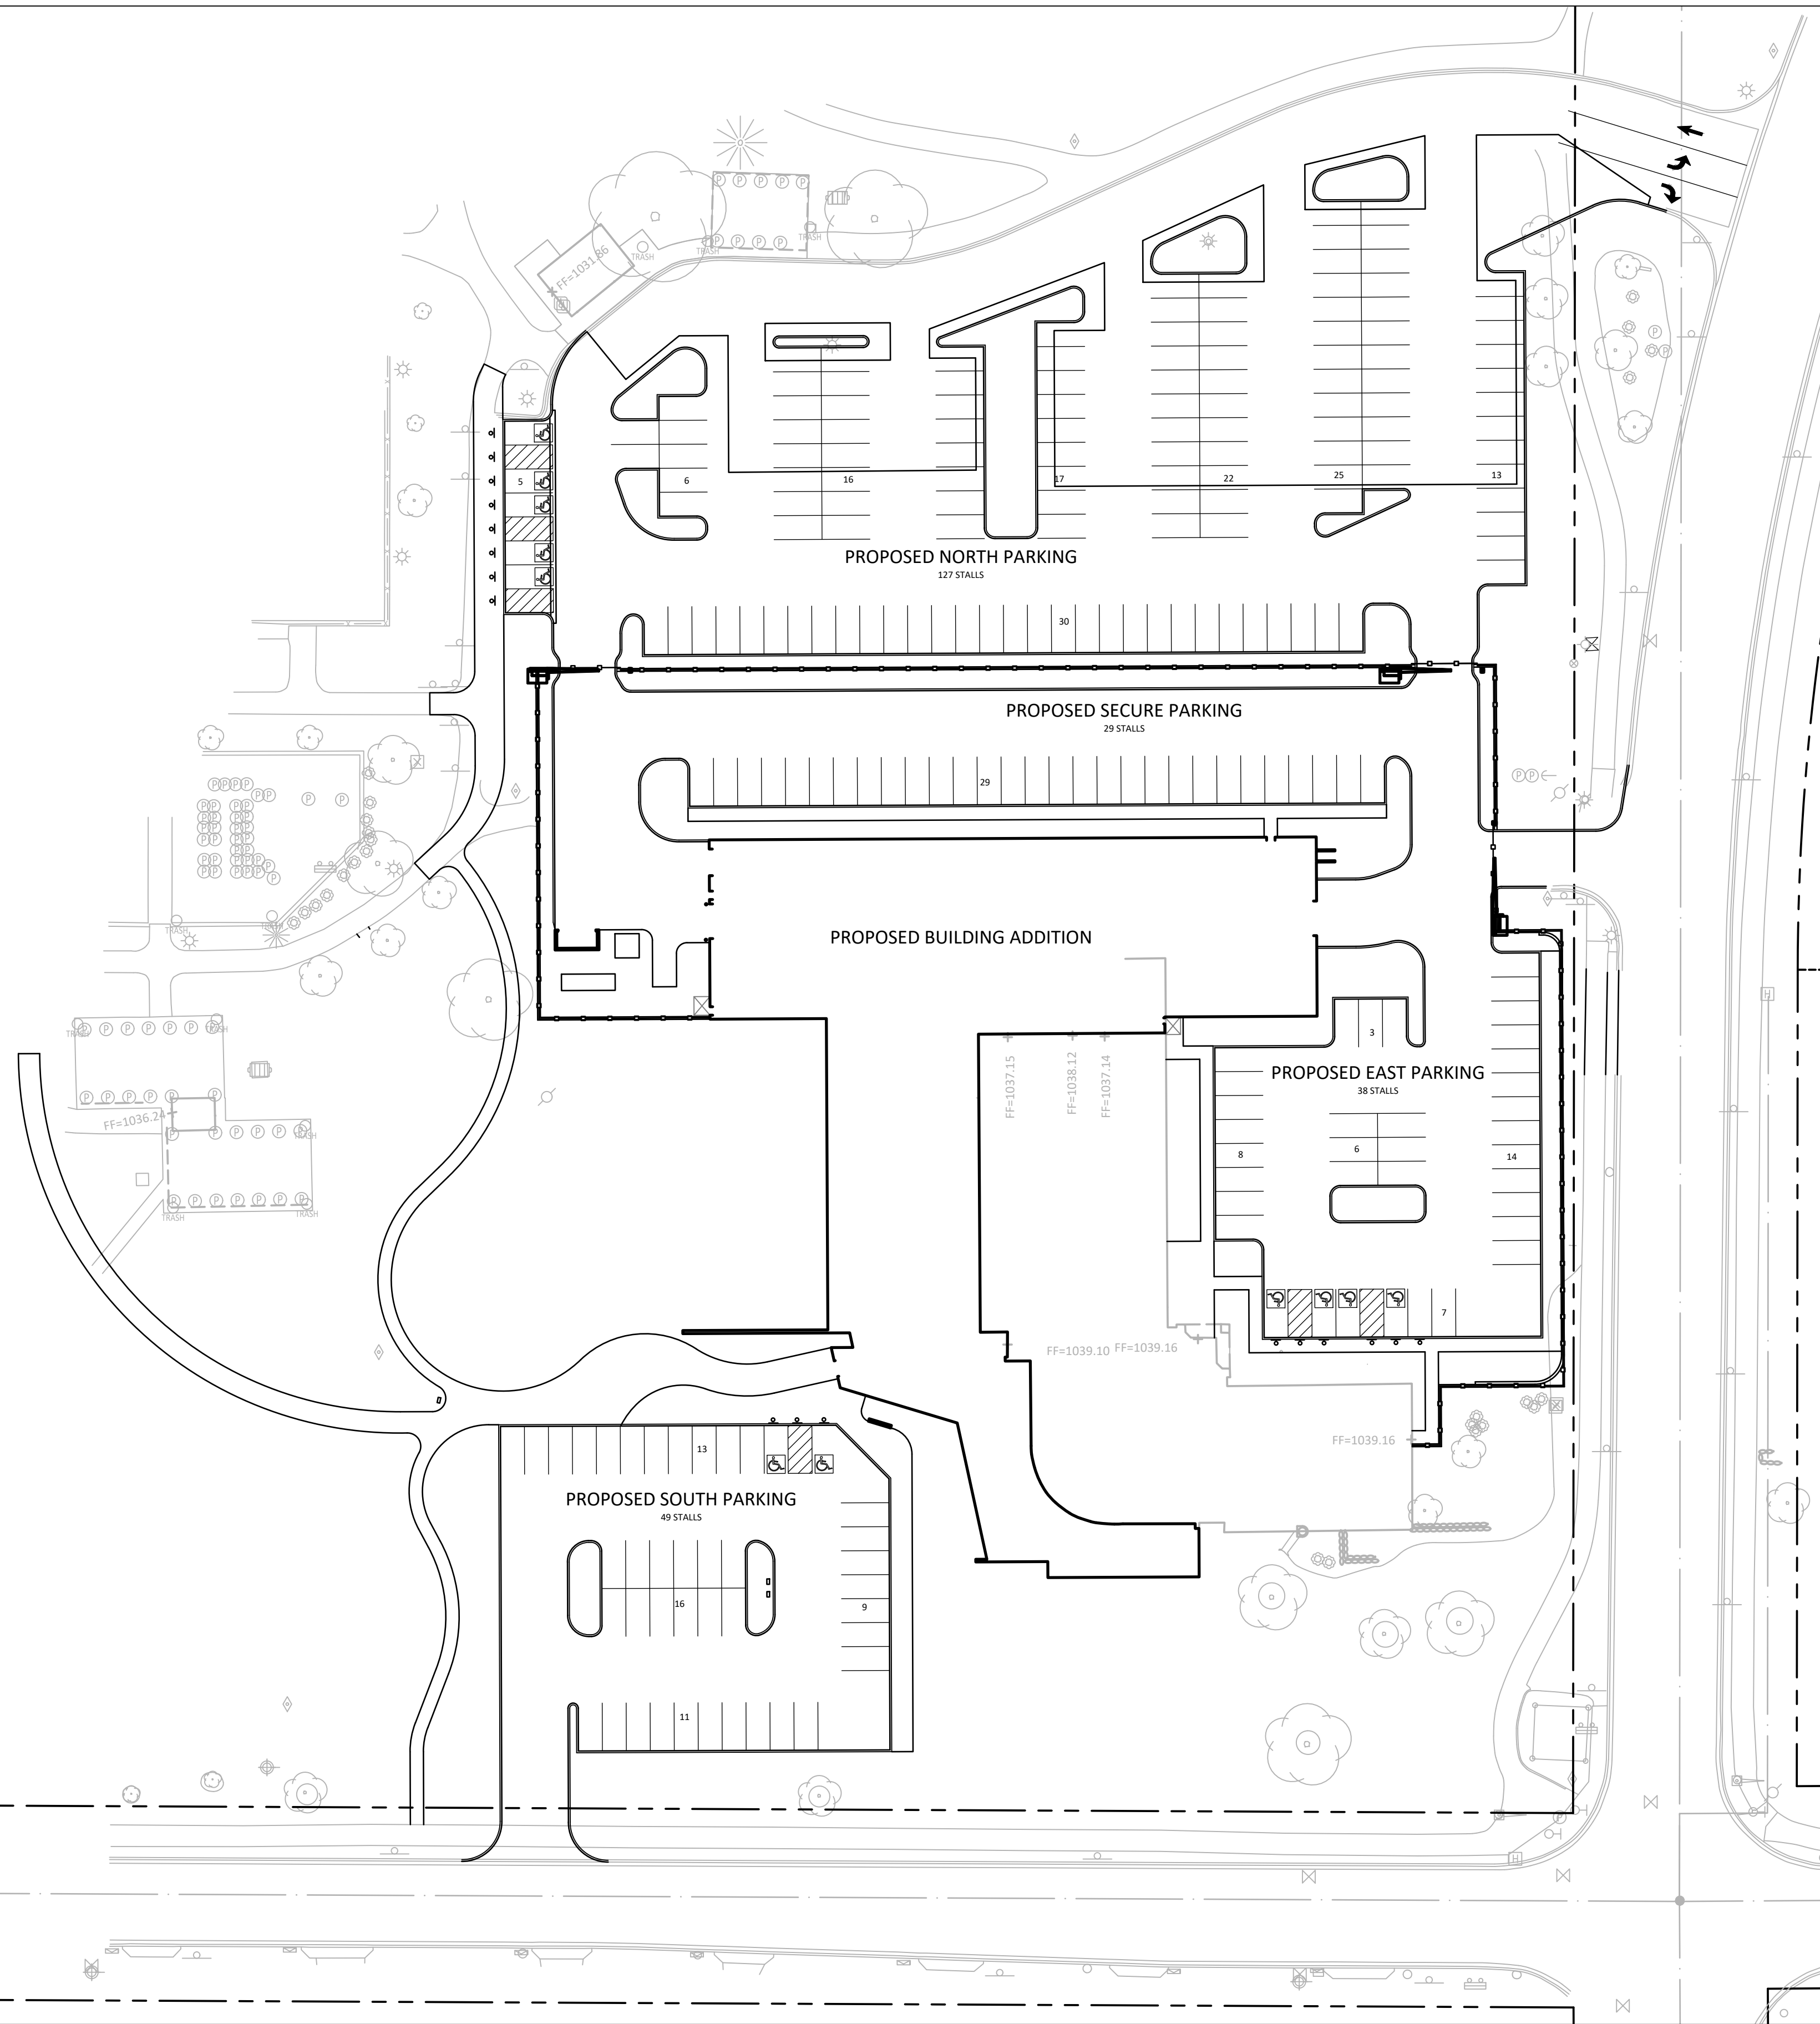 P P P P P
TRASH
FF=1031.86
TRASH
P P P P
TRASH
P
P
5
6
16
17
22
25
13
PROPOSED NORTH PARKING
127 STALLS
30
PROPOSED SECURE PARKING
29 STALLS
29
P P
P P P P
P P
P P
P P P P
P P P P
P P P P
P P P P
P P
P P P P P
P P P P P
P
TRASH
TRASH
PROPOSED BUILDING ADDITION
H
TRASH
P P P P P P
TRASH
3
PROPOSED EAST PARKING
38 STALLS
FF=1037.15
FF=1038.12
FF=1037.14
P P P P P P
FF=1036.24
P P P P P P
TRASH
8
6
14
P P P P P P P
TRASH
TRASH
7
FF=1039.10
FF=1039.16
FF=1039.16
13
PROPOSED SOUTH PARKING
49 STALLS
16
9
11
P
H